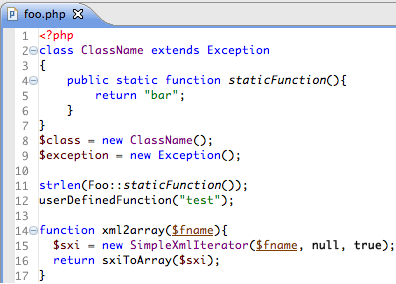 foo.php
1 <?php
2 class ClassName extends Exception
3 {
4     public static function staticFunction(){
5         return "bar";
6     }
7 }
8 $class = new ClassName();
9 $exception = new Exception();
10
11 strlen(Foo::staticFunction());
12 userDefinedFunction("test");
13
14 function xml2array($fname){
15   $sxi = new SimpleXmlIterator($fname, null, true);
16   return sxiToArray($sxi);
17 }